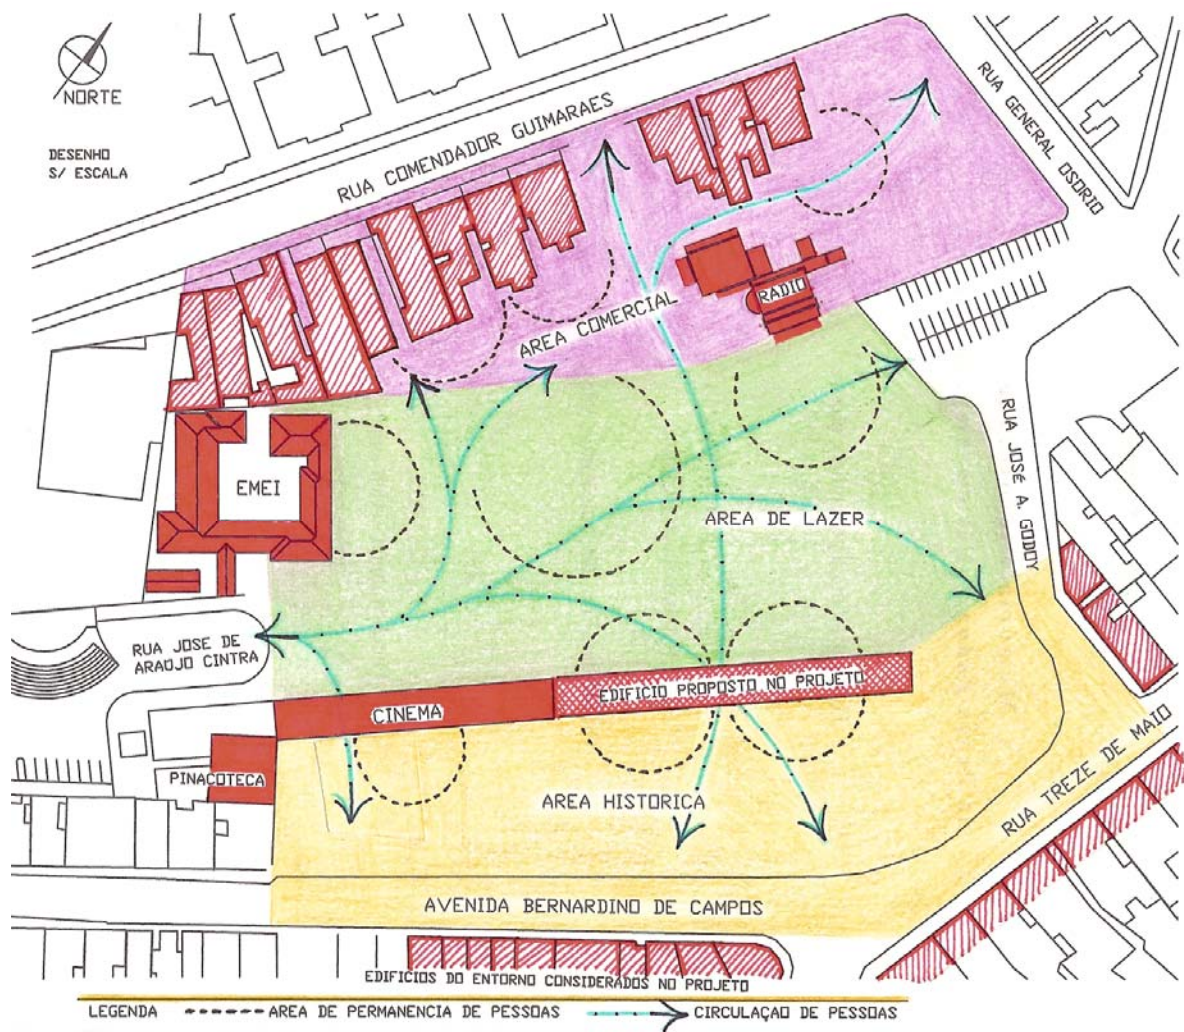 NORTE
DESENHO
S/ ESCALA
RUA COMENDADOR GUIMARAES
RUA GENERAL OSORIO
RADIO
AREA COMERCIAL
EMEI
AREA DE LAZER
RUA JOSÉ A. GODOY
RUA JOSE DE
ARAUJO CINTRA
EDIFICIO PROPOSTO NO PROJETO
CINEMA
PINACOTECA
AREA HISTORICA
RUA TREZE DE MAIO
AVENIDA BERNARDINO DE CAMPOS
EDIFICIOS DO ENTORNO CONSIDERADOS NO PROJETO
LEGENDA AREA DE PERMANENCIA DE PESSOAS CIRCULAÇAO DE PESSOAS